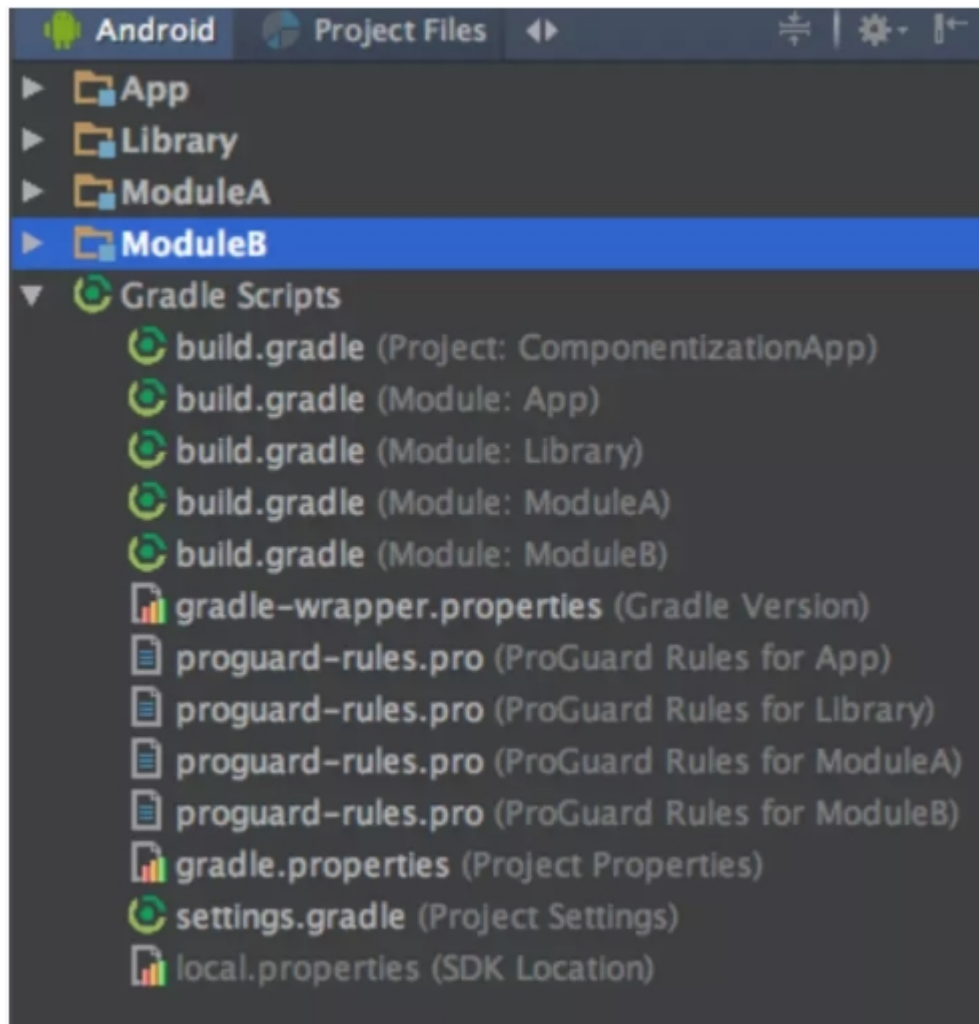 Android Project Files
App
Library
ModuleA
ModuleB
Gradle Scripts
build.gradle (Project: ComponentizationApp)
build.gradle (Module: App)
build.gradle (Module: Library)
build.gradle (Module: ModuleA)
build.gradle (Module: ModuleB)
gradle-wrapper.properties (Gradle Version)
proguard-rules.pro (ProGuard Rules for App)
proguard-rules.pro (ProGuard Rules for Library)
proguard-rules.pro (ProGuard Rules for ModuleA)
proguard-rules.pro (ProGuard Rules for ModuleB)
gradle.properties (Project Properties)
settings.gradle (Project Settings)
local.properties (SDK Location)